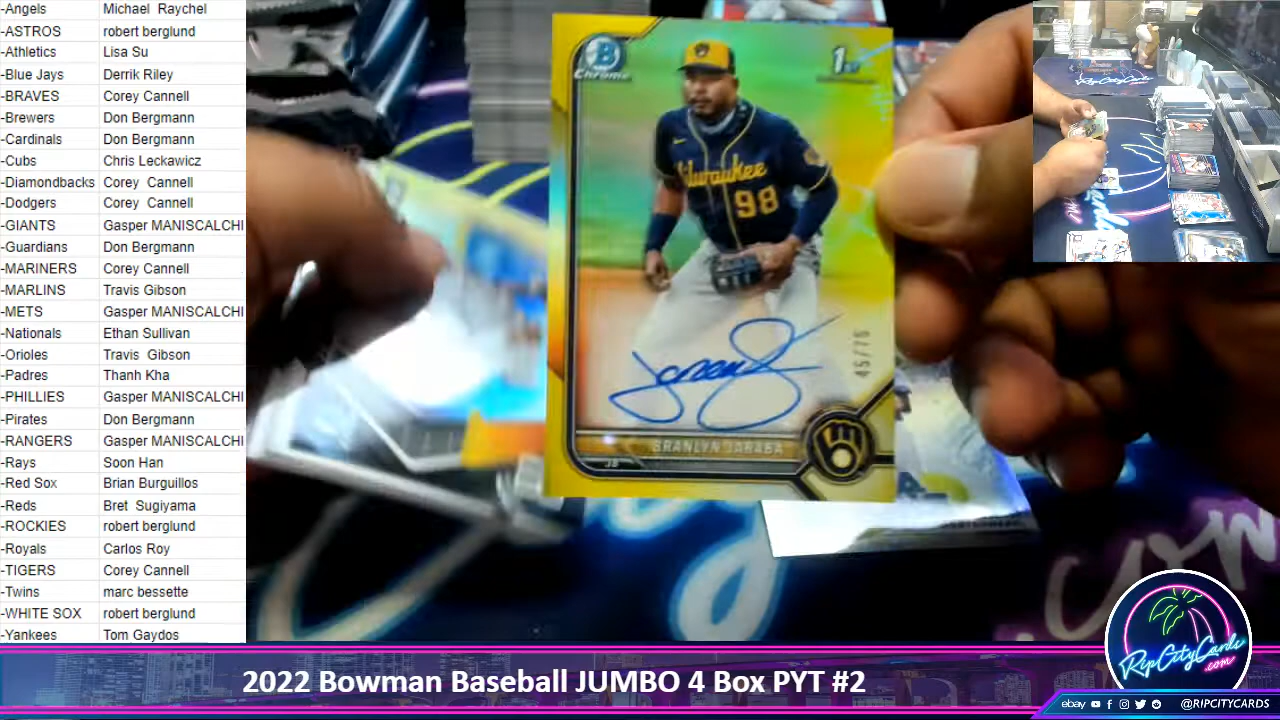 -Angels Michael Raychel
-ASTROS robert berglund
-Athletics Lisa Su
-Blue Jays Derrik Riley
-BRAVES Corey Cannell
-Brewers Don Bergmann
-Cardinals Don Bergmann
-Cubs Chris Leckawicz
-Diamondbacks Corey Cannell
-Dodgers Corey Cannell
-GIANTS Gasper MANISCALCHI
-Guardians Don Bergmann
-MARINERS Corey Cannell
-MARLINS Travis Gibson
-METS Gasper MANISCALCHI
-Nationals Ethan Sullivan
-Orioles Travis Gibson
-Padres Thanh Kha
-PHILLIES Gasper MANISCALCHI
-Pirates Don Bergmann
-RANGERS Gasper MANISCALCHI
-Rays Soon Han
-Red Sox Brian Burguillos
-Reds Bret Sugiyama
-ROCKIES robert berglund
-Royals Carlos Roy
-TIGERS Corey Cannell
-Twins marc bessette
-WHITE SOX robert berglund
-Yankees Tom Gaydos
B
Chrome
1ST
Milwaukee
98
45/75
3B
RipCityCards
.com
2022 Bowman Baseball JUMBO 4 Box PYT #2
ebay @RIPCITYCARDS